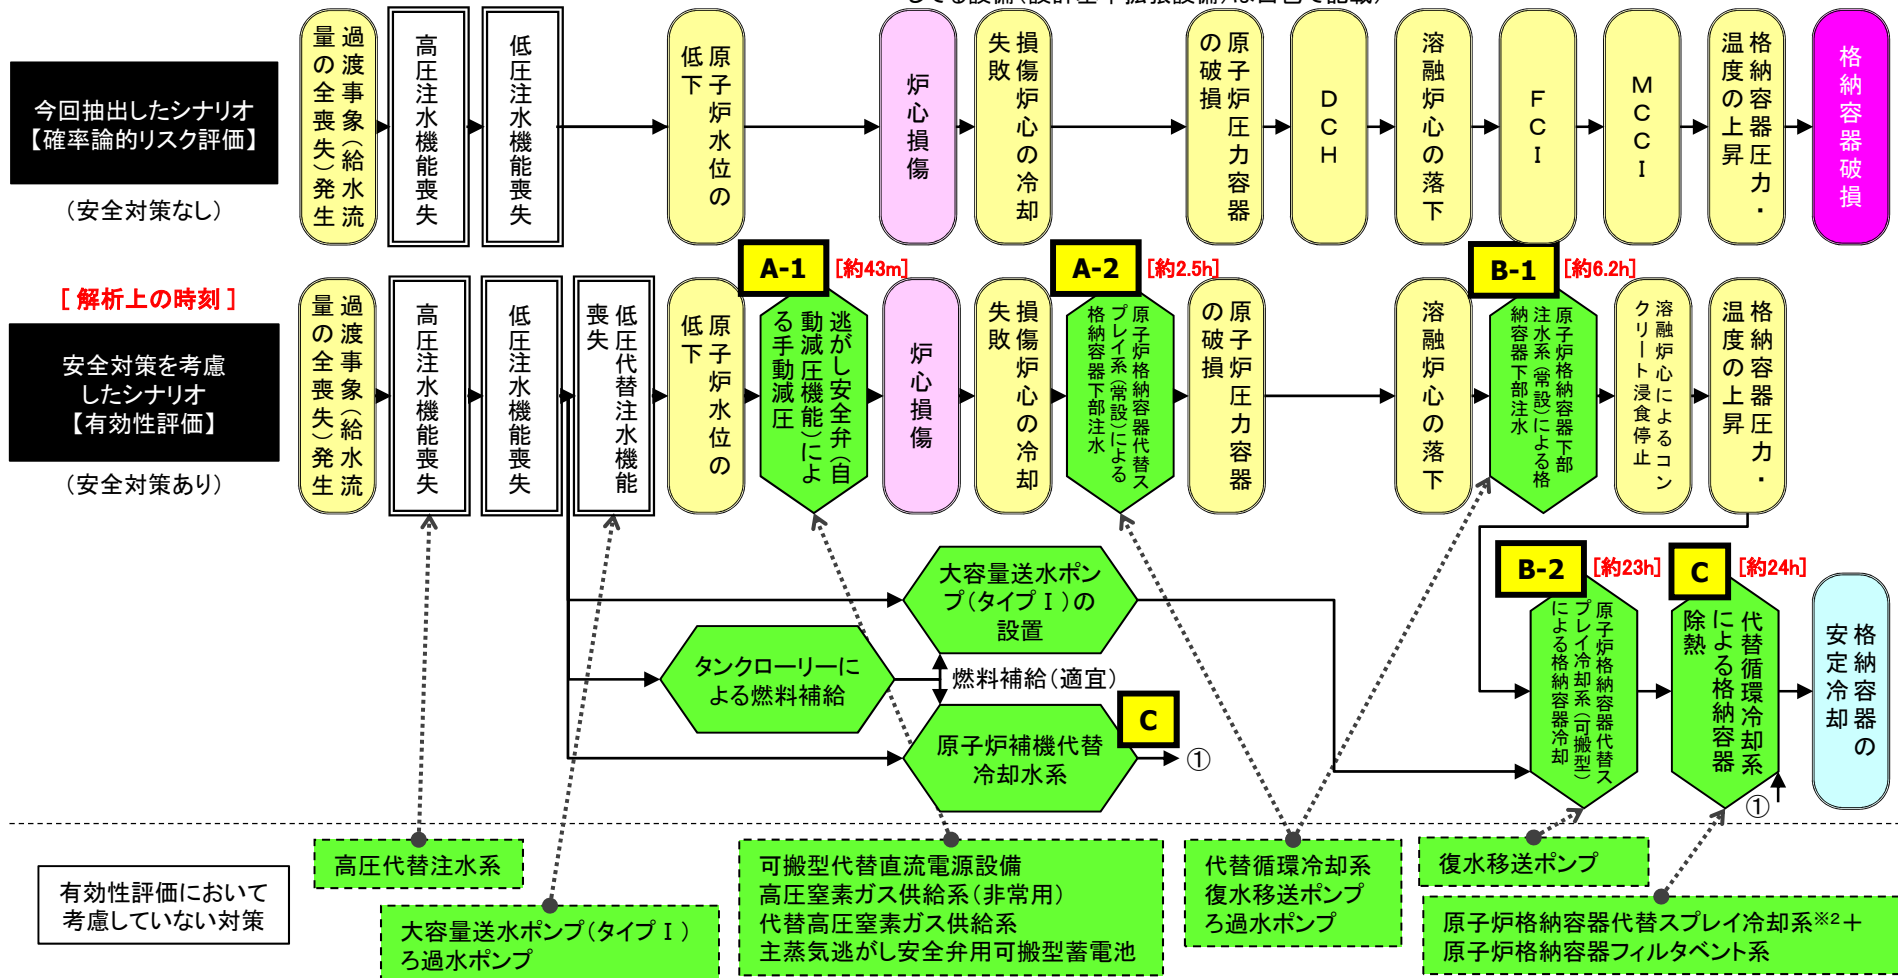 今回抽出したシナリオ
【確率論的リスク評価】
(安全対策なし)
過渡事象(給水流
量の全喪失)発生
高圧注水機能喪失
低圧注水機能喪失
原子炉水位の
低下
炉心損傷
損傷炉心の冷却
失敗
原子炉圧力容器
の破損
DCH
溶融炉心の落下
FCI
MCCI
格納容器圧力・
温度の上昇
格納容器破損
[ 解析上の時刻 ]
安全対策を考慮
したシナリオ
【有効性評価】
(安全対策あり)
過渡事象(給水流
量の全喪失)発生
高圧注水機能喪失
低圧注水機能喪失
低圧代替注水機能
喪失
原子炉水位の
低下
A-1
[約43m]
逃がし安全弁(自
動減圧機能)によ
る手動減圧
炉心損傷
損傷炉心の冷却
失敗
A-2
[約2.5h]
原子炉格納容器代替ス
プレイ系(常設)による
格納容器下部注水
原子炉圧力容器
の破損
溶融炉心の落下
B-1
[約6.2h]
原子炉格納容器下部
注水系(常設)による格
納容器下部注水
溶融炉心によるコン
クリート浸食停止
格納容器圧力・
温度の上昇
大容量送水ポン
プ(タイプⅠ)の
設置
タンクローリーに
よる燃料補給
燃料補給(適宜)
原子炉補機代替
冷却水系
C
①
B-2
[約23h]
原子炉格納容器代替ス
プレイ冷却系(可搬型)
による格納容器冷却
C
[約24h]
代替循環冷却系
による格納容器
除熱
①
格納容器の
安定冷却
有効性評価において
考慮していない対策
高圧代替注水系
大容量送水ポンプ(タイプⅠ)
ろ過水ポンプ
可搬型代替直流電源設備
高圧窒素ガス供給系(非常用)
代替高圧窒素ガス供給系
主蒸気逃がし安全弁用可搬型蓄電池
代替循環冷却系
復水移送ポンプ
ろ過水ポンプ
復水移送ポンプ
原子炉格納容器代替スプレイ冷却系※2+
原子炉格納容器フィルタベント系